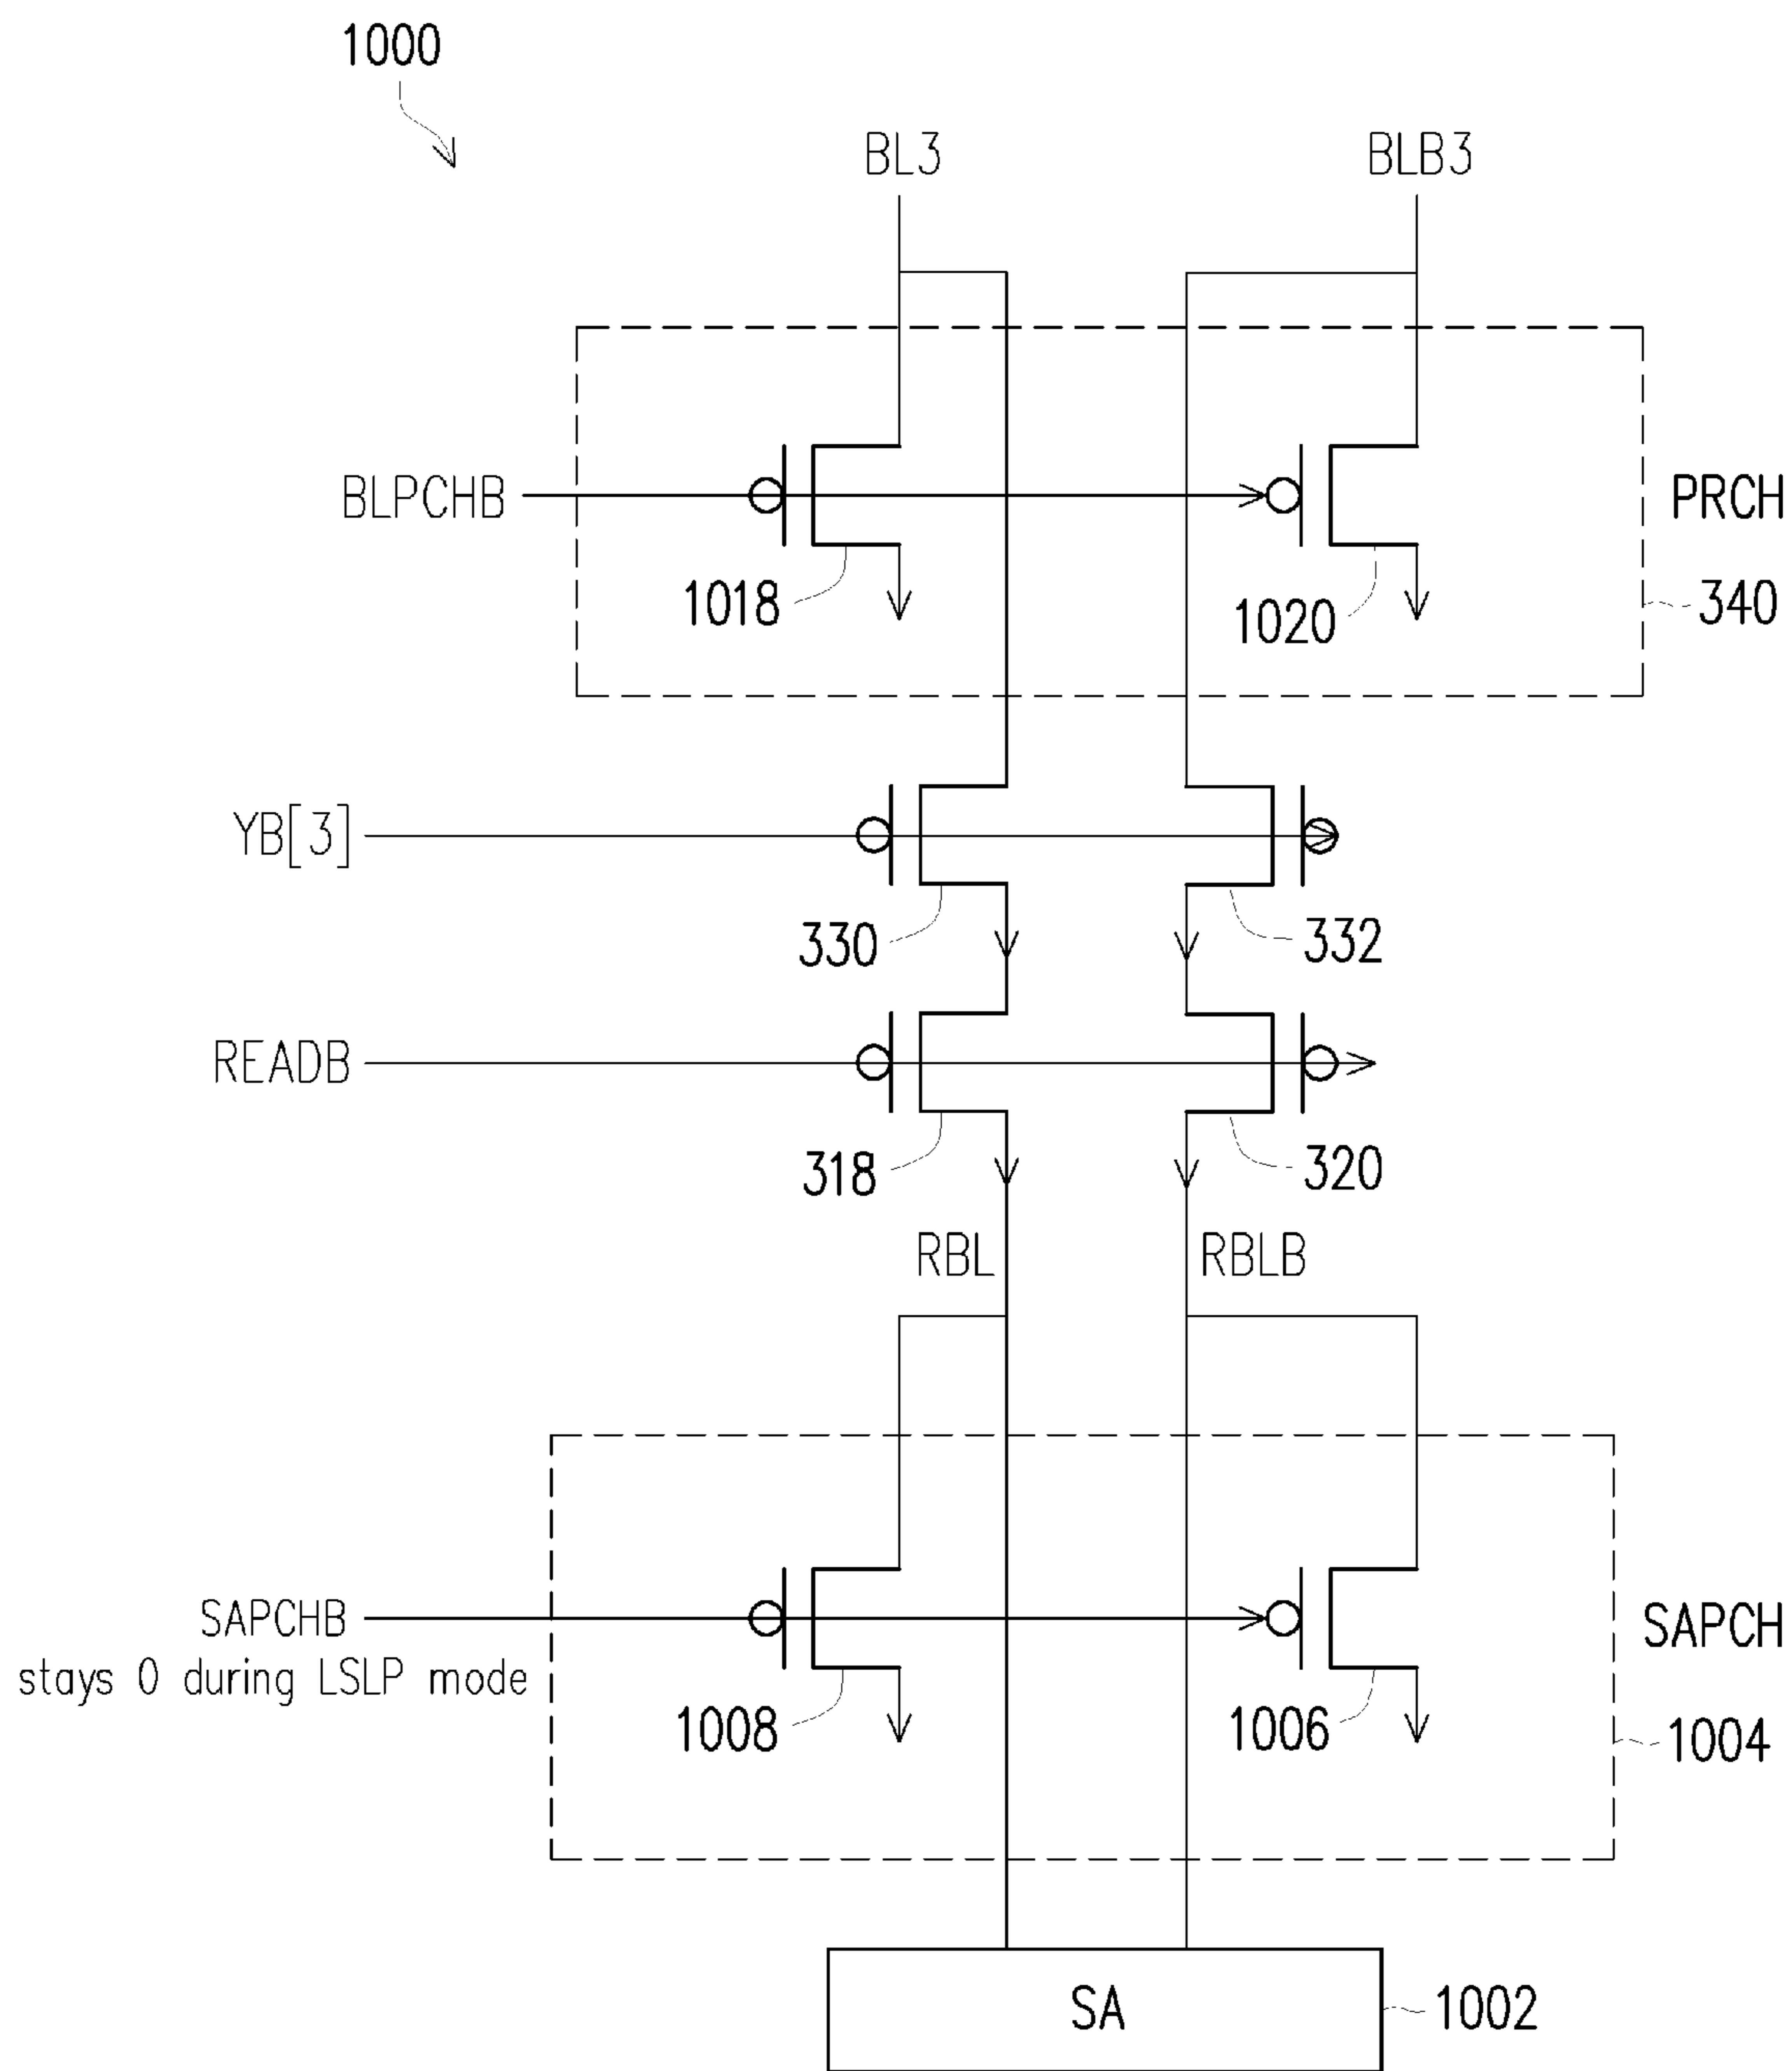 1000
BL3
BLB3
BLPCHB
PRCH
1018
1020
340
YB[3]
330
332
READB
318
320
RBL
RBLB
SAPCHB
stays 0 during LSLP mode
SAPCH
1008
1006
1004
SA
1002